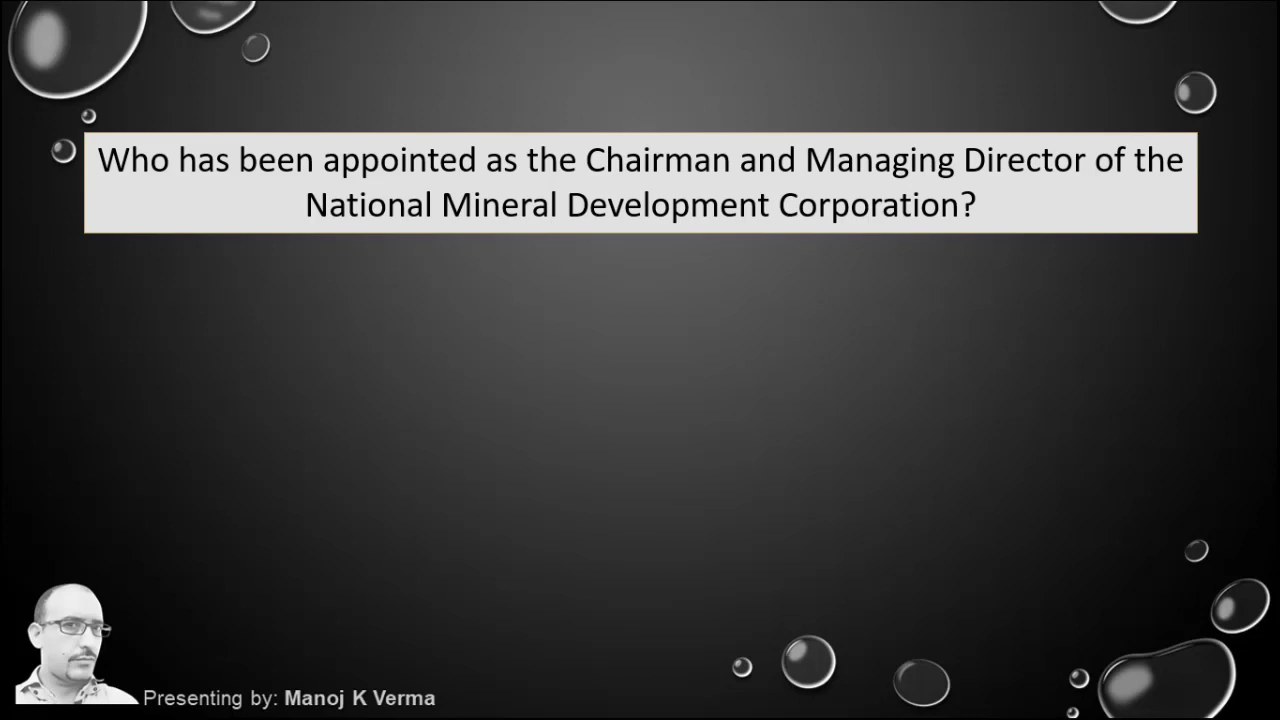 Who has been appointed as the Chairman and Managing Director of the
National Mineral Development Corporation?
Presenting by: Manoj K Verma